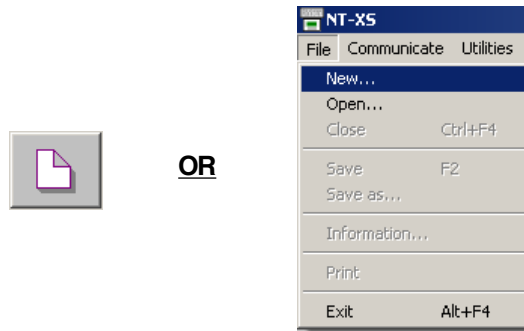 NT-XS
File Communicate Utilities
New...
Open...
Close Ctrl+F4
OR
Save F2
Save as...
Information...
Print
Exit Alt+F4